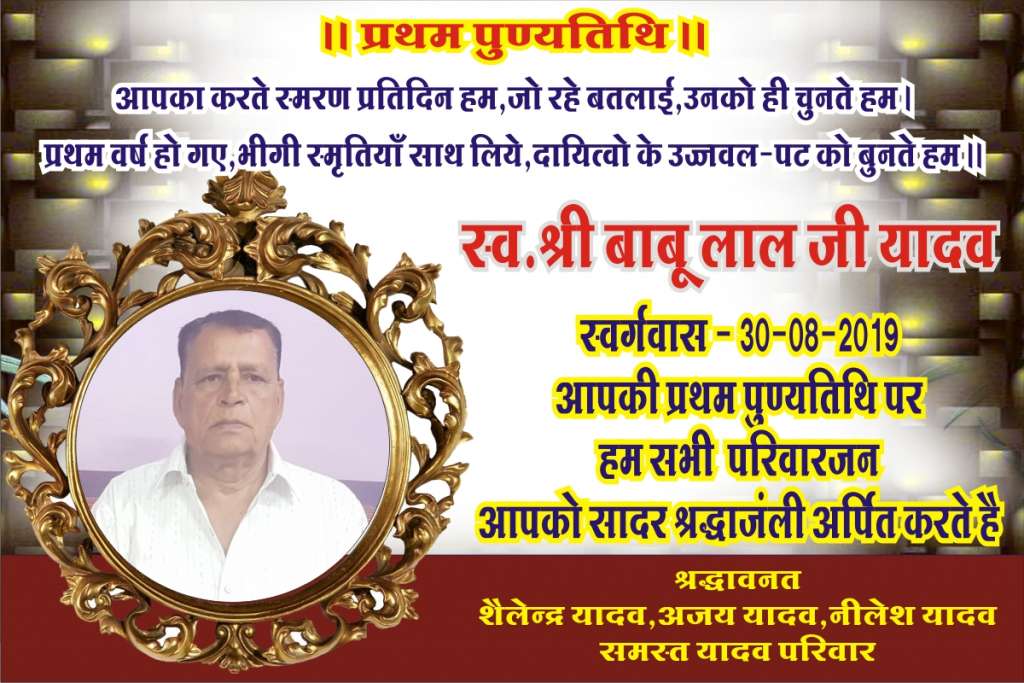 ॥ प्रथम पुण्यतिथि ॥
आपका करते स्मरण प्रतिदिन हम,जो रहे बतलाई,उनको ही चुनते हम।
प्रथम वर्ष हो गए,भीगी स्मृतियाँ साथ लिये,दायित्वो के उज्जवल-पट को बुनते हम॥
स्व.श्री बाबू लाल जी यादव
स्वर्गवास - 30-08-2019
आपकी प्रथम पुण्यतिथि पर
हम सभी परिवारजन
आपको सादर श्रद्धाजंली अर्पित करते है
श्रद्धावनत
शैलेन्द्र यादव,अजय यादव,नीलेश यादव
समस्त यादव परिवार